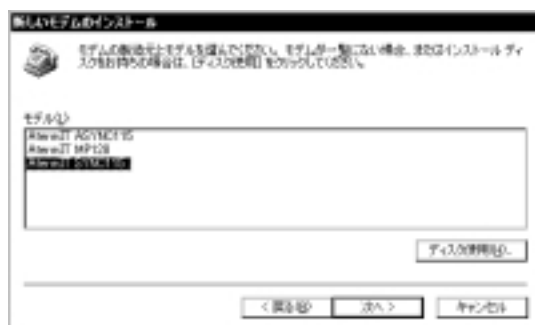 新しいモデムのインストール
モデムの製造元とモデルを選んでください。モデムが一覧にない場合、またはインストール ディ
スクをお持ちの場合は、[ディスク使用] をクリックしてください。
モデル(L)
AtermIT ASYNC115
AtermIT MP128
AtermIT SYNC115
ディスク使用(H)...
< 戻る(B)
次へ >
キャンセル